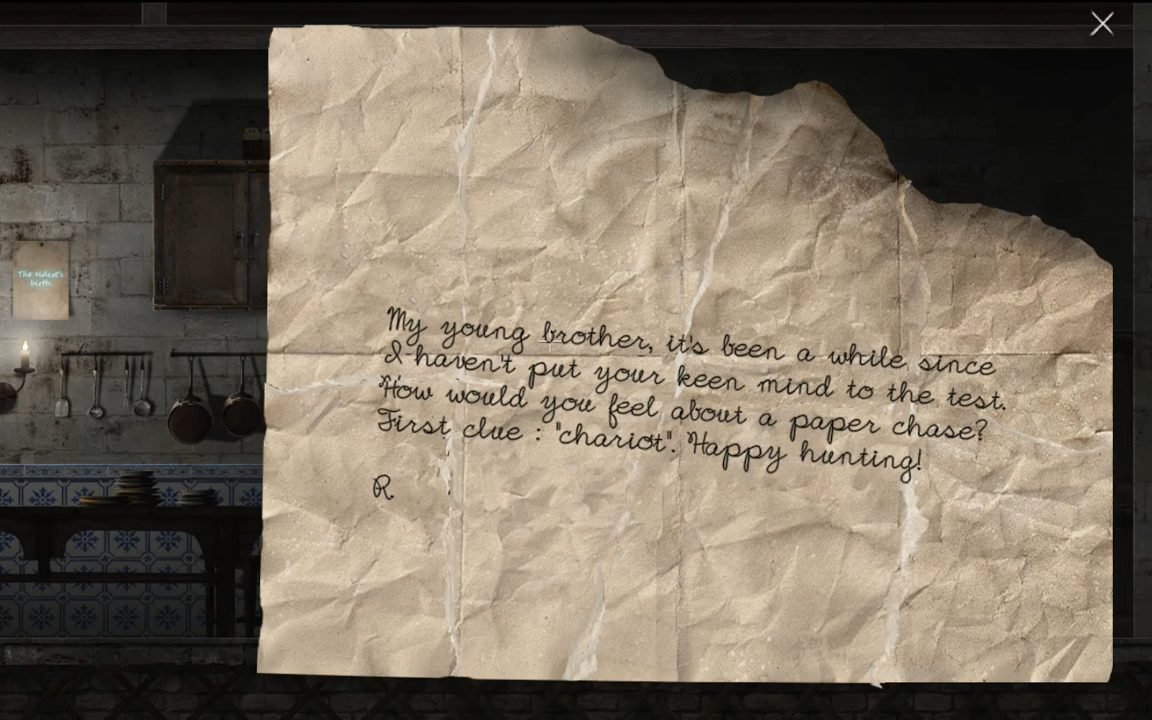 The eldest's
birth
My young brother, it's been a while since
I haven't put your keen mind to the test.
How would you feel about a paper chase?
First clue : "chariot". Happy hunting!
R.